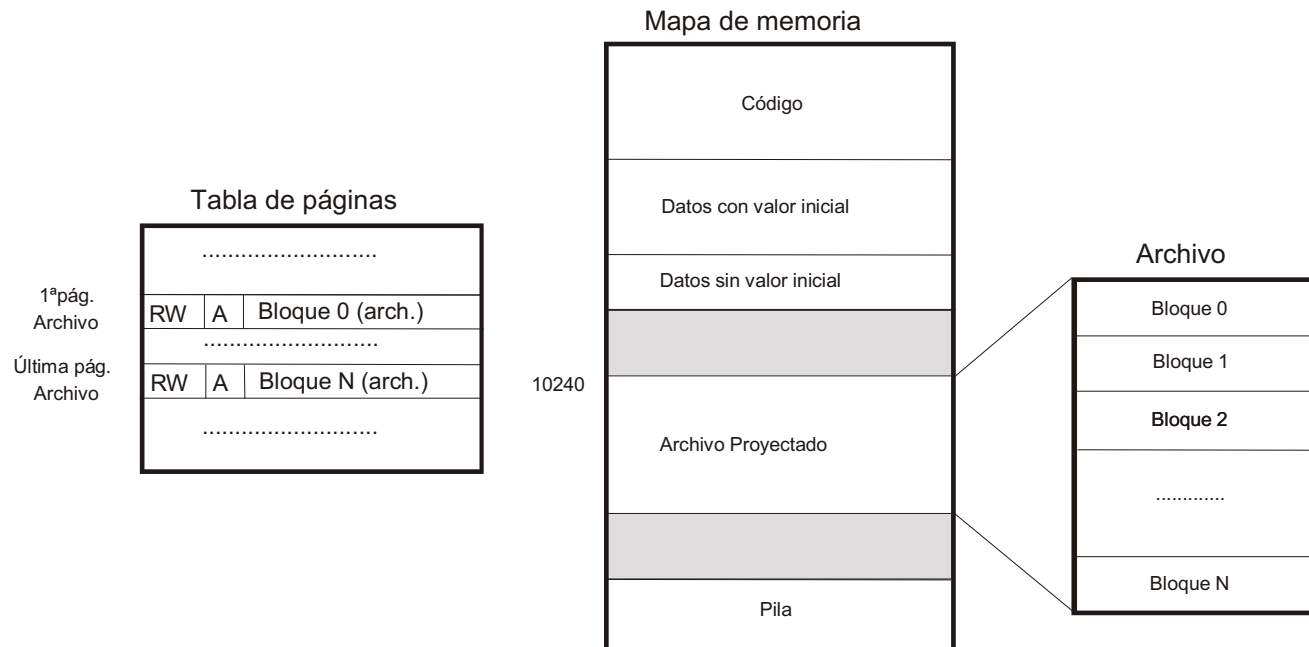 Mapa de memoria
Código
Datos con valor inicial
Datos sin valor inicial
10240
Archivo Proyectado
Pila
Tabla de páginas
...........................
1ªpág.
Archivo
RW A Bloque 0 (arch.)
...........................
Última pág.
Archivo
RW A Bloque N (arch.)
...........................
Archivo
Bloque 0
Bloque 1
Bloque 2
.............
Bloque N